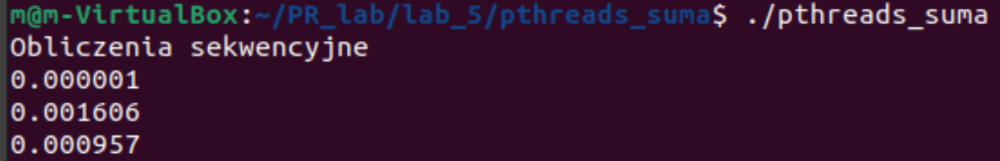 m@m-VirtualBox:~/PR_lab/lab_5/pthreads_suma$ ./pthreads_suma
Obliczenia sekwencyjne
0.000001
0.001606
0.000957